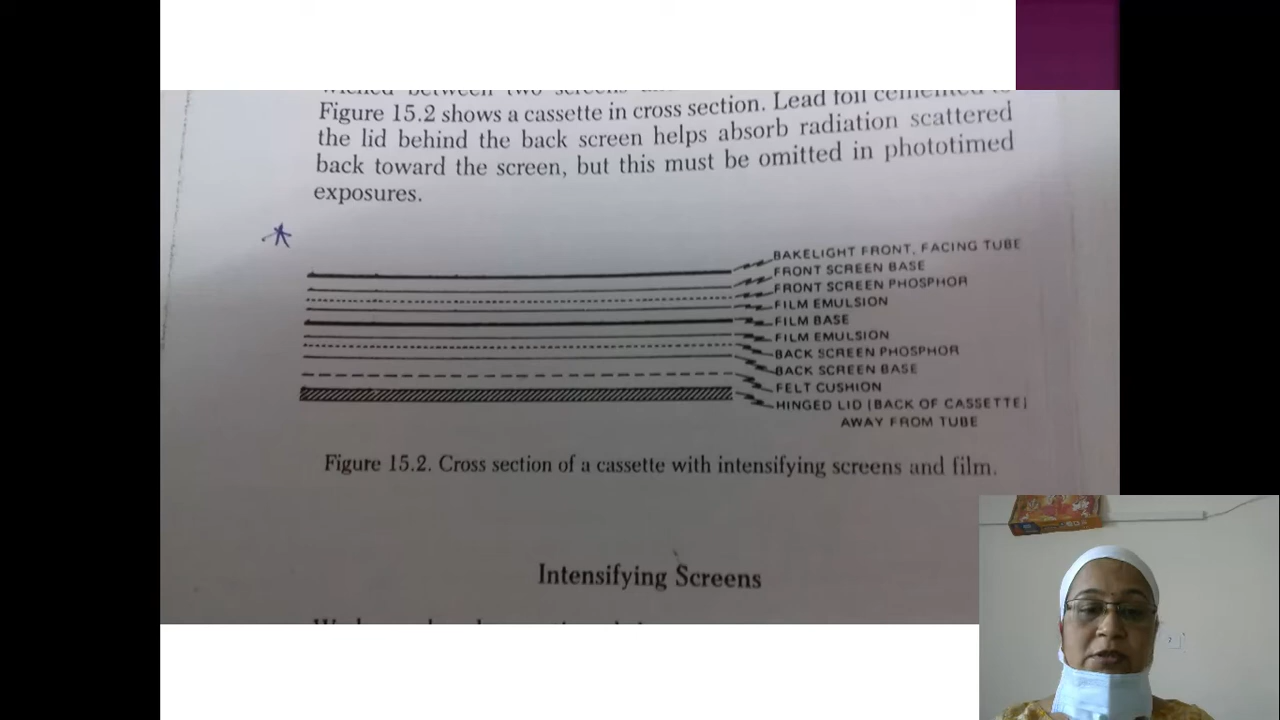 Figure 15.2 shows a cassette in cross section. Lead foil cemented to
the lid behind the back screen helps absorb radiation scattered
back toward the screen, but this must be omitted in phototimed
exposures.
BAKELIGHT FRONT, FACING TUBE
FRONT SCREEN BASE
FRONT SCREEN PHOSPHOR
FILM EMULSION
FILM BASE
FILM EMULSION
BACK SCREEN PHOSPHOR
BACK SCREEN BASE
FELT CUSHION
HINGED LID (BACK OF CASSETTE)
AWAY FROM TUBE
Figure 15.2. Cross section of a cassette with intensifying screens and film.
Intensifying Screens